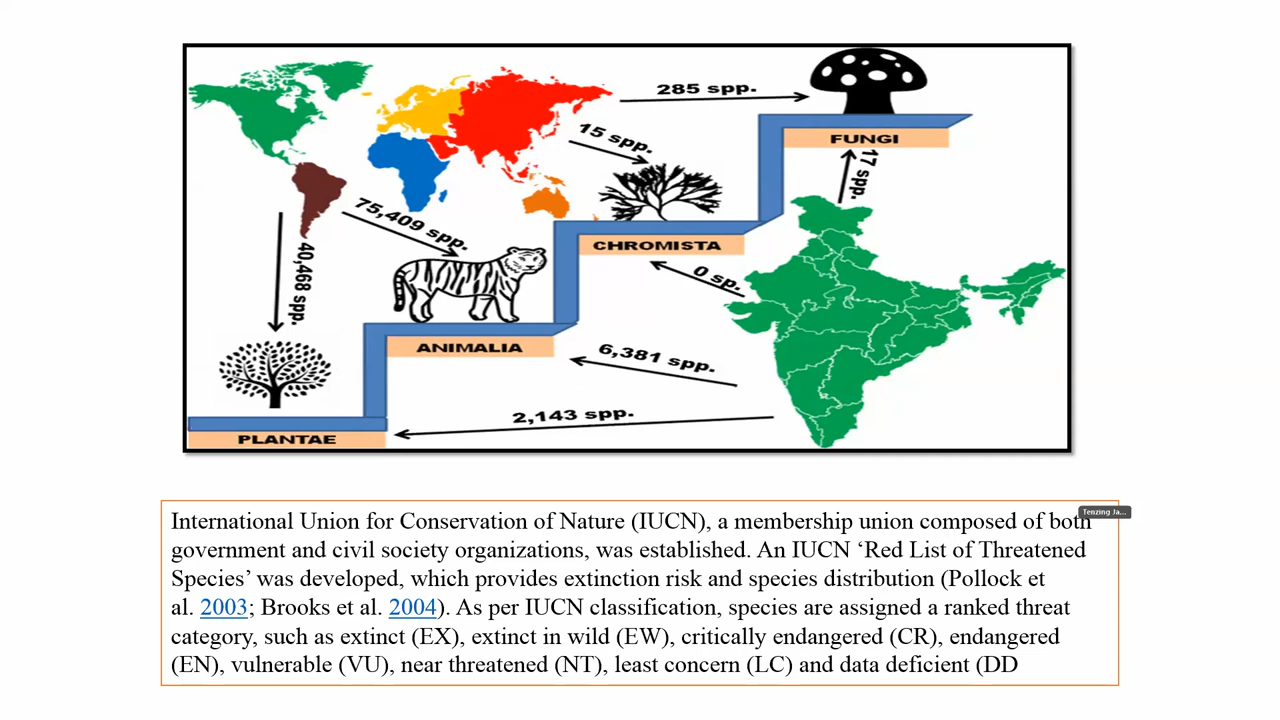 285 spp.
FUNGI
15 spp.
17 spp.
75,409 spp.
CHROMISTA
40,468 spp.
0 sp.
ANIMALIA
6,381 spp.
2,143 spp.
PLANTAE
International Union for Conservation of Nature (IUCN), a membership union composed of both
Tenzing Ja...
government and civil society organizations, was established. An IUCN ‘Red List of Threatened
Species’ was developed, which provides extinction risk and species distribution (Pollock et
al. 2003; Brooks et al. 2004). As per IUCN classification, species are assigned a ranked threat
category, such as extinct (EX), extinct in wild (EW), critically endangered (CR), endangered
(EN), vulnerable (VU), near threatened (NT), least concern (LC) and data deficient (DD